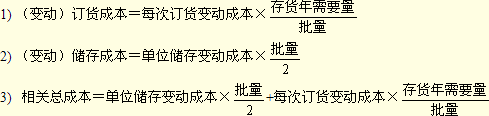 1) （变动）订货成本＝每次订货变动成本×存货年需要量/批量
2) （变动）储存成本＝单位储存变动成本×批量/2
3) 相关总成本＝单位储存变动成本×批量/2+每次订货变动成本×存货年需要量/批量